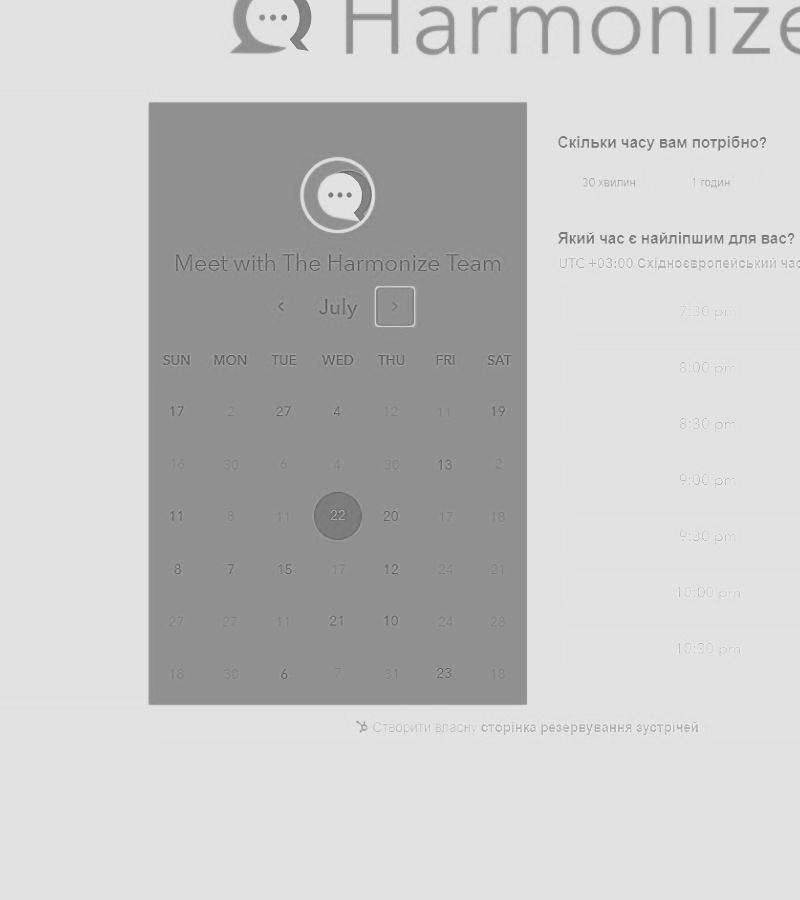 Harmonize
Meet with The Harmonize Team
July
SUN MON TUE WED THU FRI SAT
17 2 27 4 12 11 19
16 30 6 4 30 13 2
11 8 11 22 20 17 18
8 7 15 17 12 24 21
27 27 11 21 10 24 28
18 30 6 7 31 23 18
Скільки часу вам потрібно?
30 хвилин 1 годин
Який час є найліпшим для вас?
UTC +03:00 Східноєвропейський час
7:30 pm
8:00 pm
8:30 pm
9:00 pm
9:30 pm
10:00 pm
10:30 pm
Створити власну сторінка резервування зустрічей